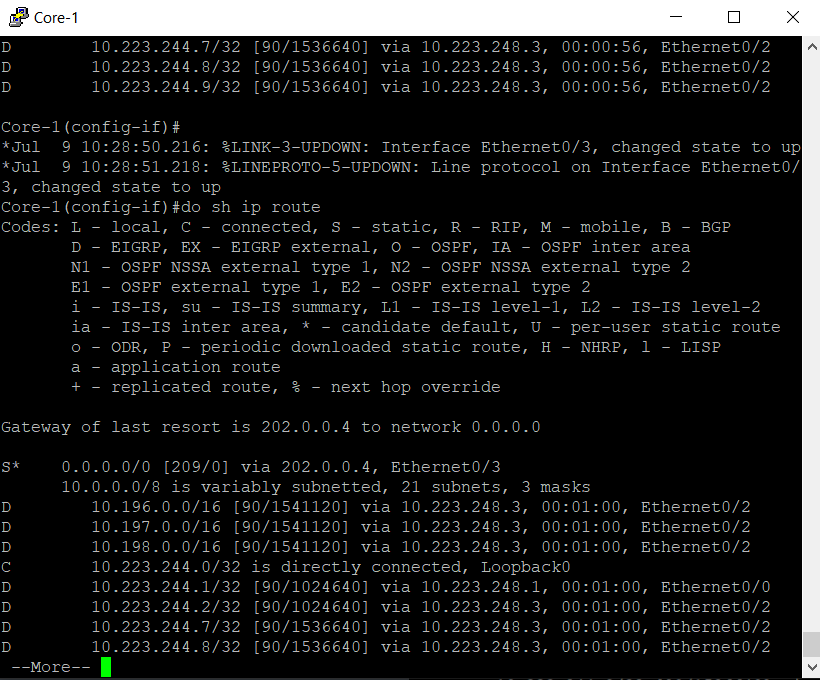 Core-1
D        10.223.244.7/32 [90/1536640] via 10.223.248.3, 00:00:56, Ethernet0/2
D        10.223.244.8/32 [90/1536640] via 10.223.248.3, 00:00:56, Ethernet0/2
D        10.223.244.9/32 [90/1536640] via 10.223.248.3, 00:00:56, Ethernet0/2
Core-1(config-if)#
*Jul  9 10:28:50.216: %LINK-3-UPDOWN: Interface Ethernet0/3, changed state to up
*Jul  9 10:28:51.218: %LINEPROTO-5-UPDOWN: Line protocol on Interface Ethernet0/
3, changed state to up
Core-1(config-if)#do sh ip route
Codes: L - local, C - connected, S - static, R - RIP, M - mobile, B - BGP
       D - EIGRP, EX - EIGRP external, O - OSPF, IA - OSPF inter area
       N1 - OSPF NSSA external type 1, N2 - OSPF NSSA external type 2
       E1 - OSPF external type 1, E2 - OSPF external type 2
       i - IS-IS, su - IS-IS summary, L1 - IS-IS level-1, L2 - IS-IS level-2
       ia - IS-IS inter area, * - candidate default, U - per-user static route
       o - ODR, P - periodic downloaded static route, H - NHRP, l - LISP
       a - application route
       + - replicated route, % - next hop override
Gateway of last resort is 202.0.0.4 to network 0.0.0.0
S*    0.0.0.0/0 [209/0] via 202.0.0.4, Ethernet0/3
      10.0.0.0/8 is variably subnetted, 21 subnets, 3 masks
D        10.196.0.0/16 [90/1541120] via 10.223.248.3, 00:01:00, Ethernet0/2
D        10.197.0.0/16 [90/1541120] via 10.223.248.3, 00:01:00, Ethernet0/2
D        10.198.0.0/16 [90/1541120] via 10.223.248.3, 00:01:00, Ethernet0/2
C        10.223.244.0/32 is directly connected, Loopback0
D        10.223.244.1/32 [90/1024640] via 10.223.248.1, 00:01:00, Ethernet0/0
D        10.223.244.2/32 [90/1024640] via 10.223.248.3, 00:01:00, Ethernet0/2
D        10.223.244.7/32 [90/1536640] via 10.223.248.3, 00:01:00, Ethernet0/2
D        10.223.244.8/32 [90/1536640] via 10.223.248.3, 00:01:00, Ethernet0/2
 --More--